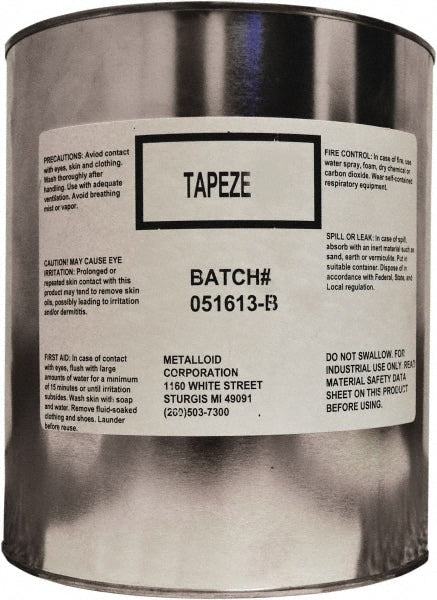 PRECAUTIONS: Aviod contact
with eyes, skin and clothing.
Wash thoroughly after
handling. Use with adequate
ventilation. Avoid breathing
mist or vapor.
TAPEZE
FIRE CONTROL: In case of fire, use
water spray, foam, dry chemical or
carbon dioxide. Wear self-contained
respiratory equipment.
CAUTION! MAY CAUSE EYE
IRRITATION: Prolonged or
repeated skin contact with this
product may tend to remove skin
oils, possibly leading to irritation
and/or dermititis.
BATCH#
051613-B
SPILL OR LEAK: In case of spill,
absorb with an inert material such as
sand, earth or vermiculite. Put in
suitable container. Dispose of in
accordance with Federal, State, and
Local regulation.
FIRST AID: In case of contact
with eyes, flush with large
amounts of water for a minimum
of 15 minutes or until irritation
subsides. Wash skin with soap
and water. Remove fluid-soaked
clothing and shoes. Launder
before reuse.
METALLOID
CORPORATION
1160 WHITE STREET
STURGIS MI 49091
(269)503-7300
DO NOT SWALLOW. FOR
INDUSTRIAL USE ONLY. READ
MATERIAL SAFETY DATA
SHEET ON THIS PRODUCT
BEFORE USING.